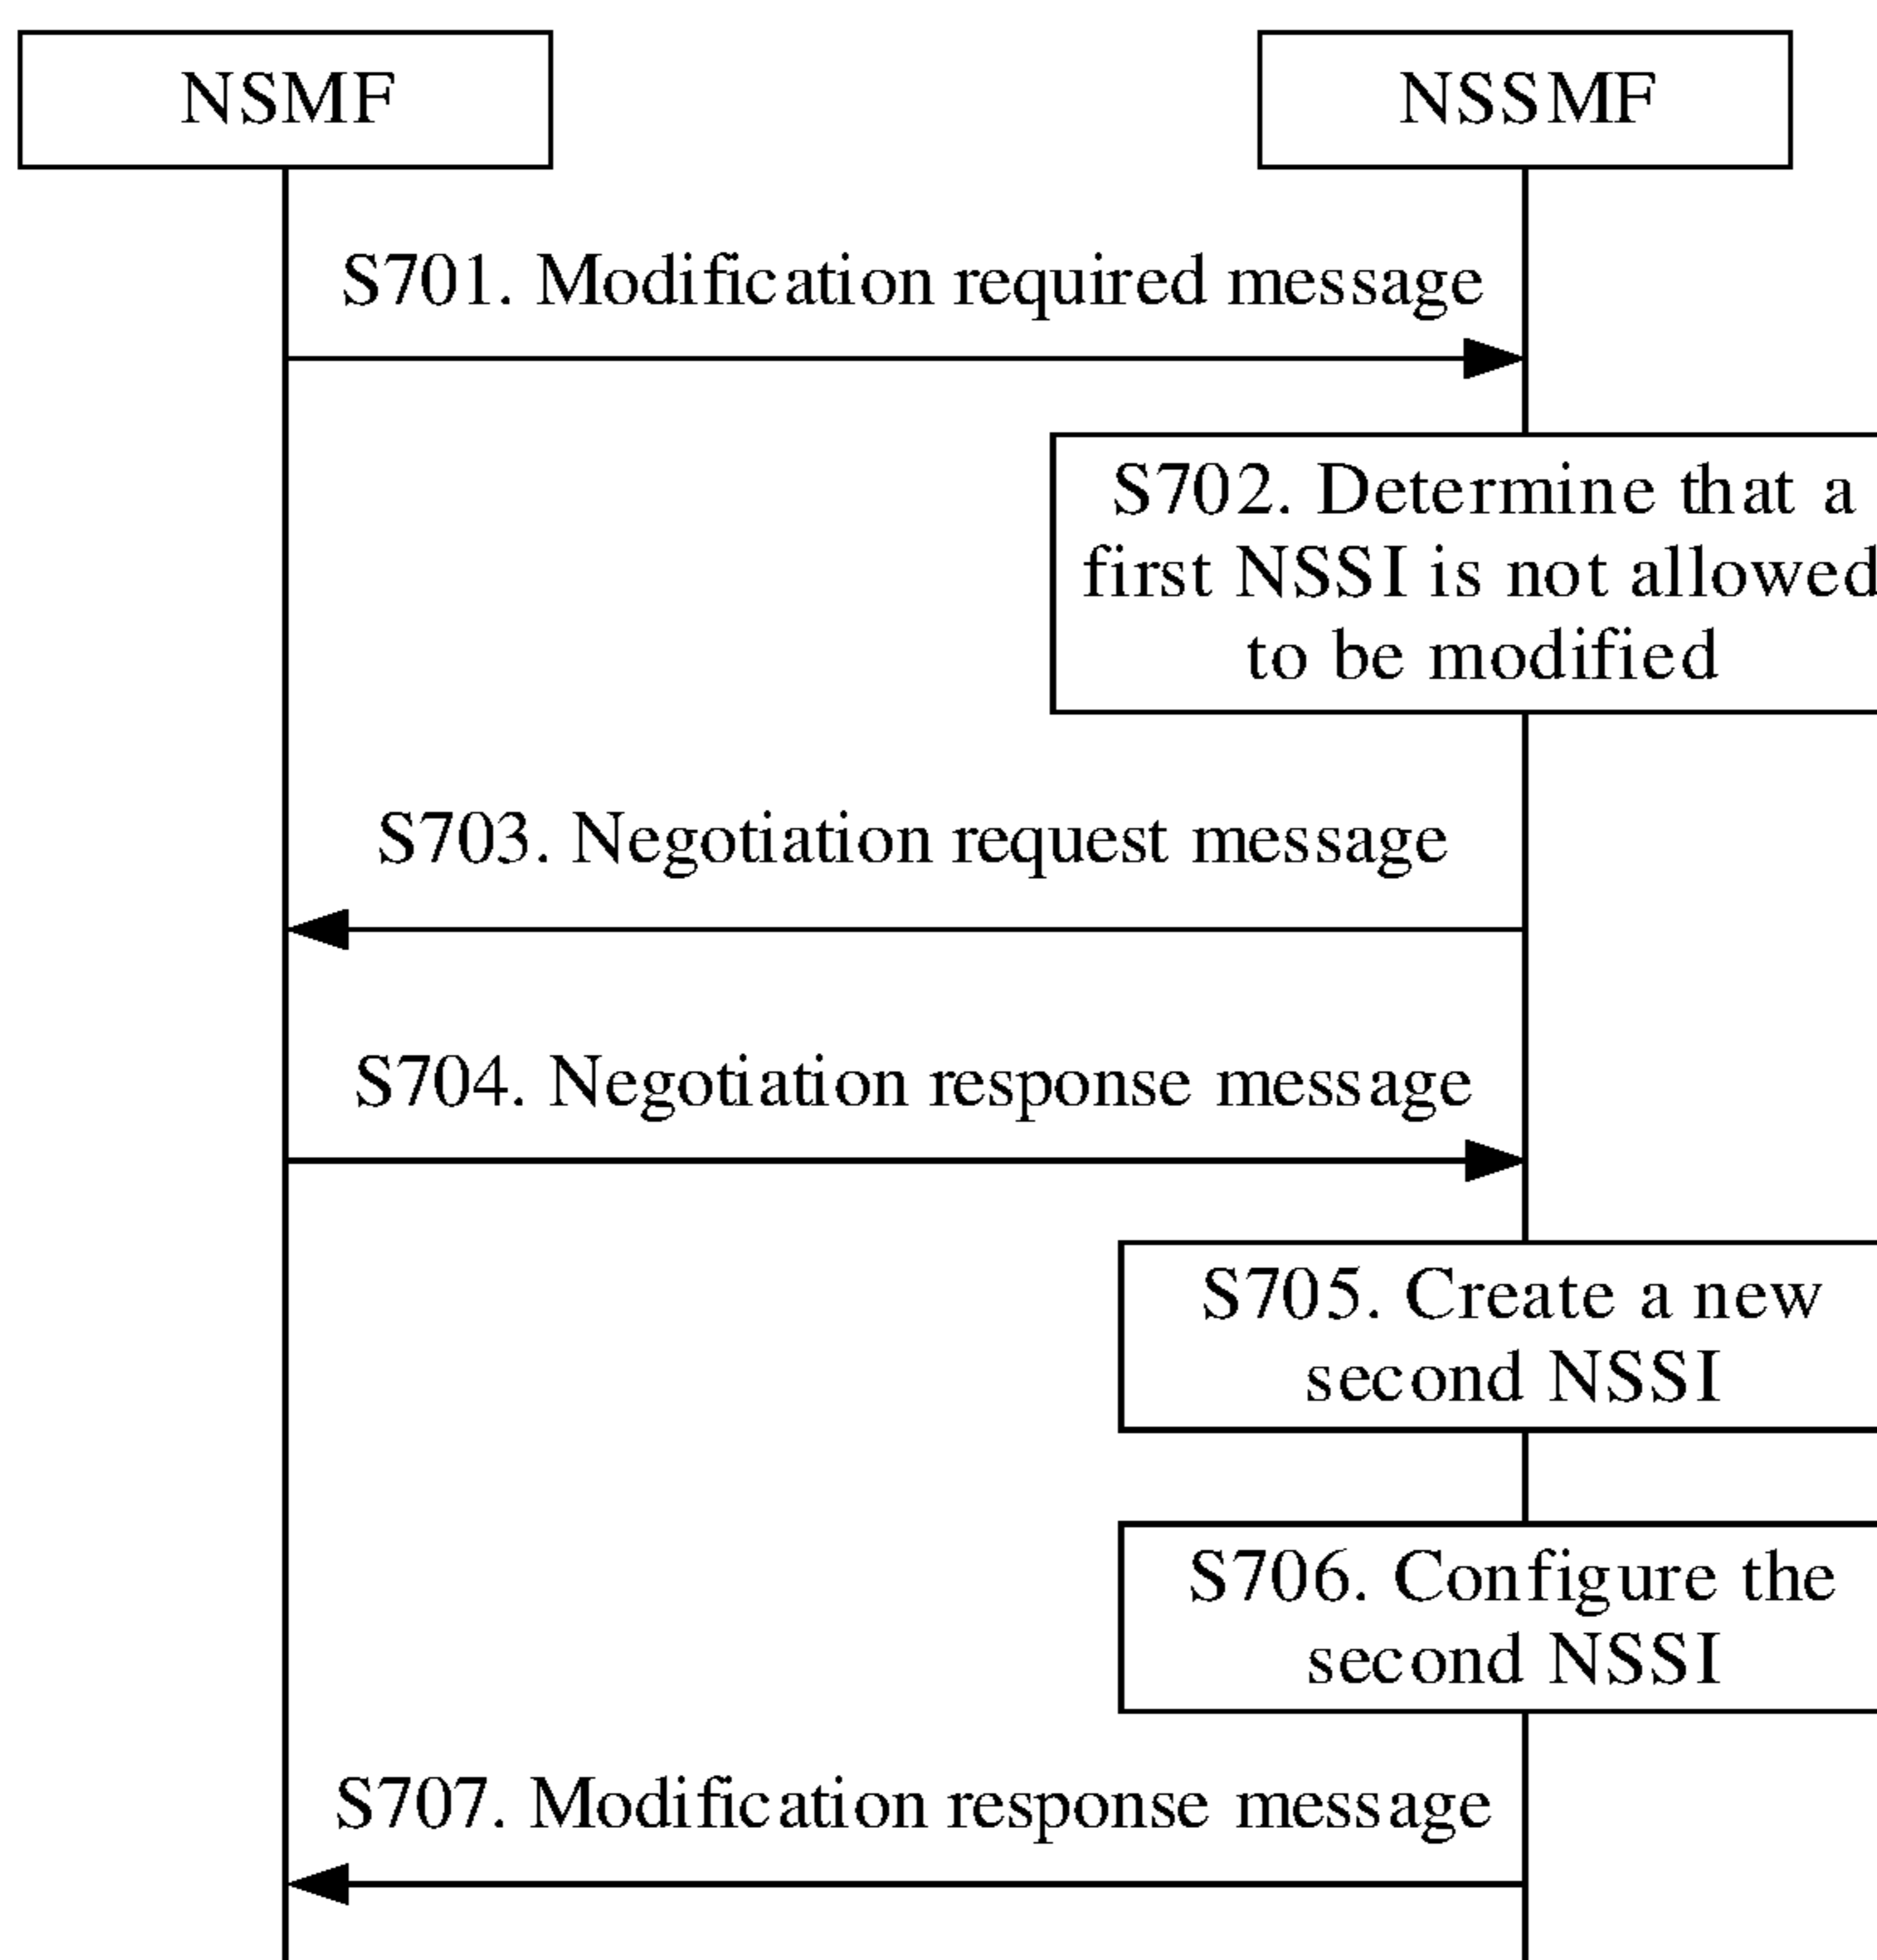 NSMF
NSSMF
S701. Modification required message
S702. Determine that a
first NSSI is not allowed
to be modified
S703. Negotiation request message
S704. Negotiation response message
S705. Create a new
second NSSI
S706. Configure the
second NSSI
S707. Modification response message